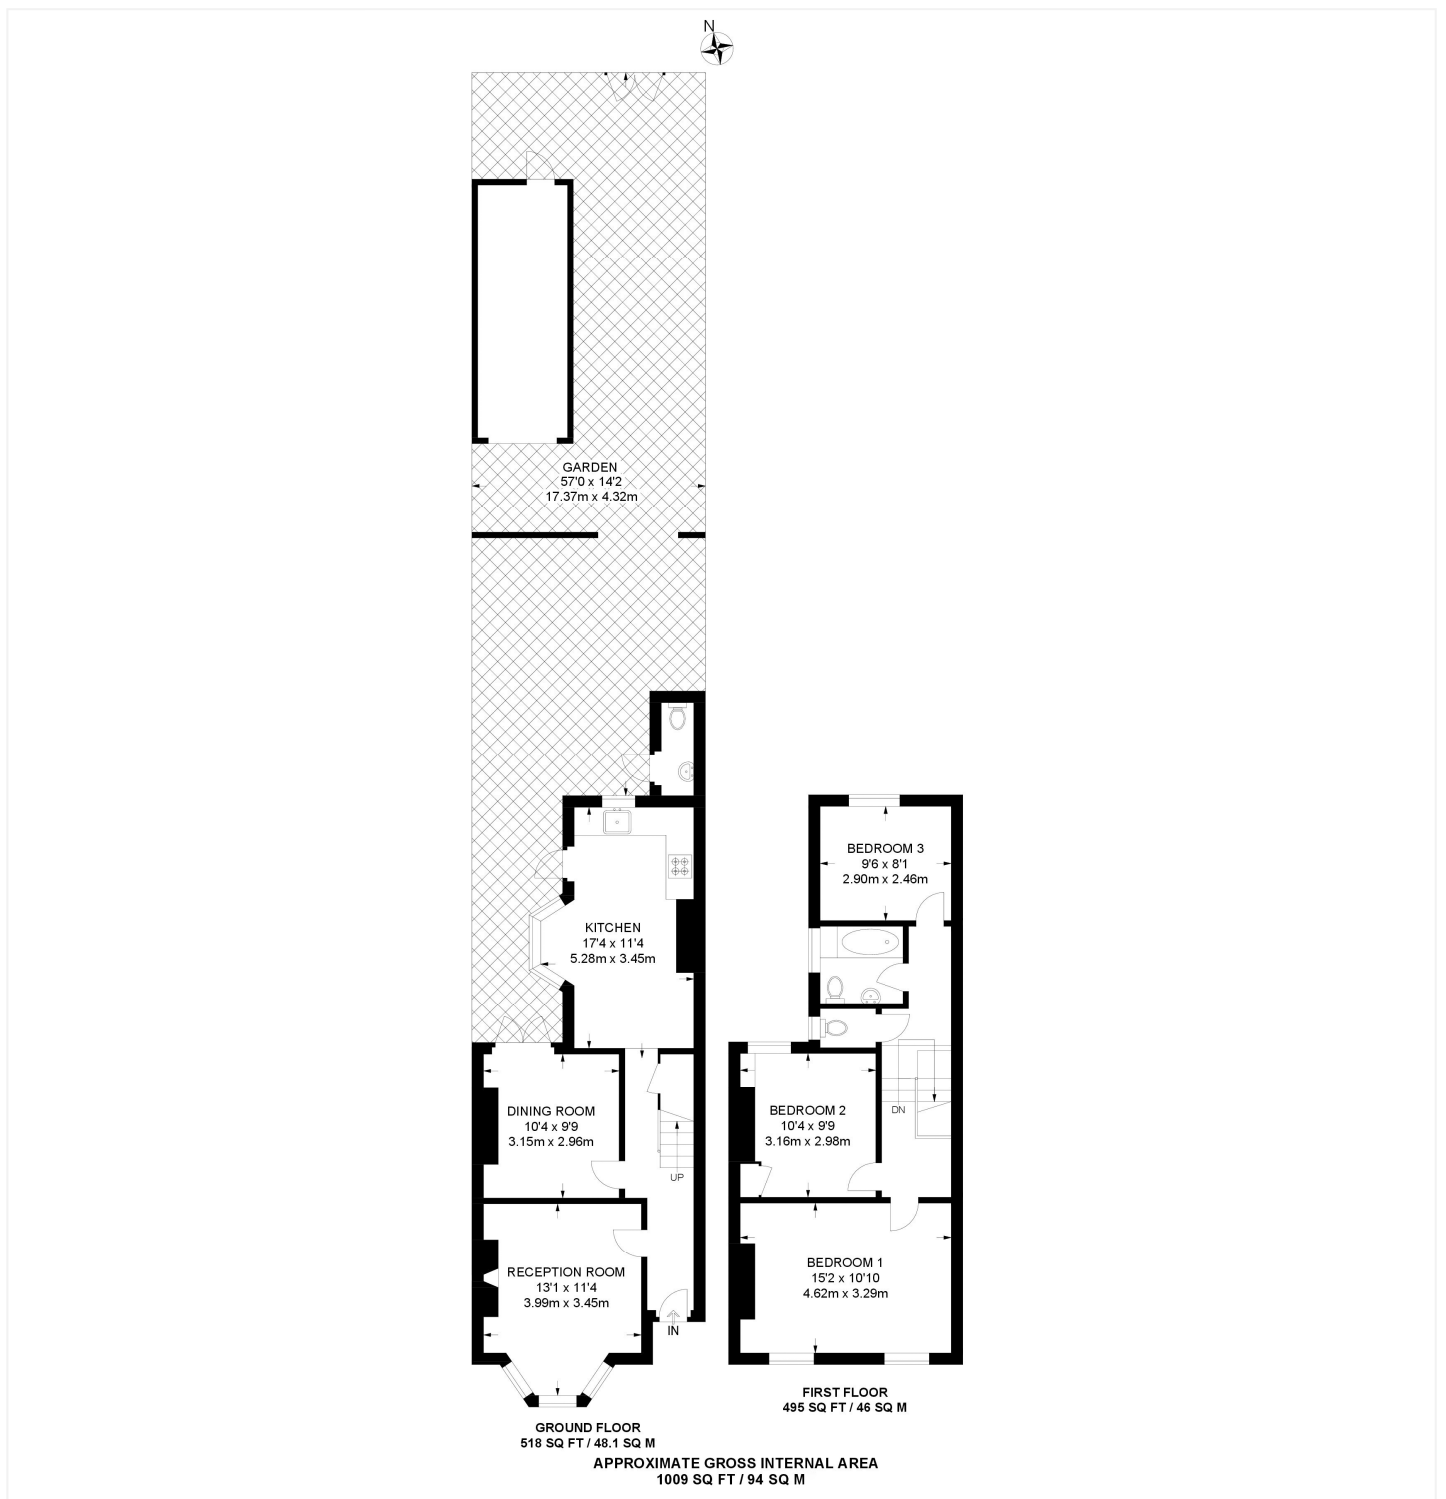 N
GARDEN
57'0 x 14'2
17.37m x 4.32m
KITCHEN
17'4 x 11'4
5.28m x 3.45m
DINING ROOM
10'4 x 9'9
3.15m x 2.96m
UP
RECEPTION ROOM
13'1 x 11'4
3.99m x 3.45m
IN
GROUND FLOOR
518 SQ FT / 48.1 SQ M
BEDROOM 3
9'6 x 8'1
2.90m x 2.46m
BEDROOM 2
10'4 x 9'9
3.16m x 2.98m
DN
BEDROOM 1
15'2 x 10'10
4.62m x 3.29m
FIRST FLOOR
495 SQ FT / 46 SQ M
APPROXIMATE GROSS INTERNAL AREA
1009 SQ FT / 94 SQ M